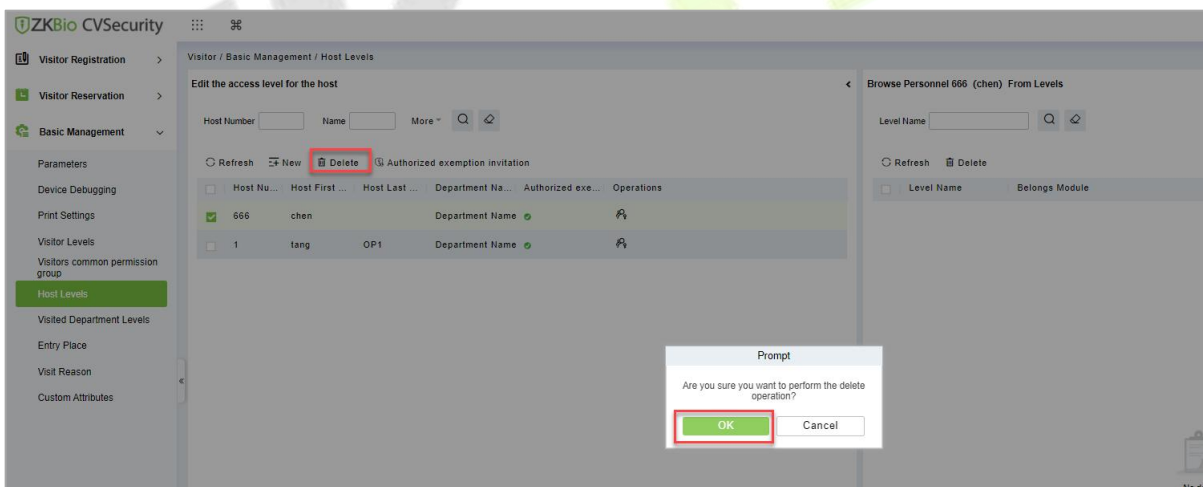 ZKBio CVSecurity
Visitor Registration
Visitor Reservation
Basic Management
Parameters
Device Debugging
Print Settings
Visitor Levels
Visitors common permission
group
Host Levels
Visited Department Levels
Entry Place
Visit Reason
Custom Attributes
Visitor / Basic Management / Host Levels
Edit the access level for the host
Host Number Name More
Refresh New Delete Authorized exemption invitation
Host Nu... Host First ... Host Last ... Department Na... Authorized exe... Operations
666 chen Department Name
1 tang OP1 Department Name
Browse Personnel 666 (chen) From Levels
Level Name
Refresh Delete
Level Name Belongs Module
Prompt
Are you sure you want to perform the delete
operation?
OK Cancel